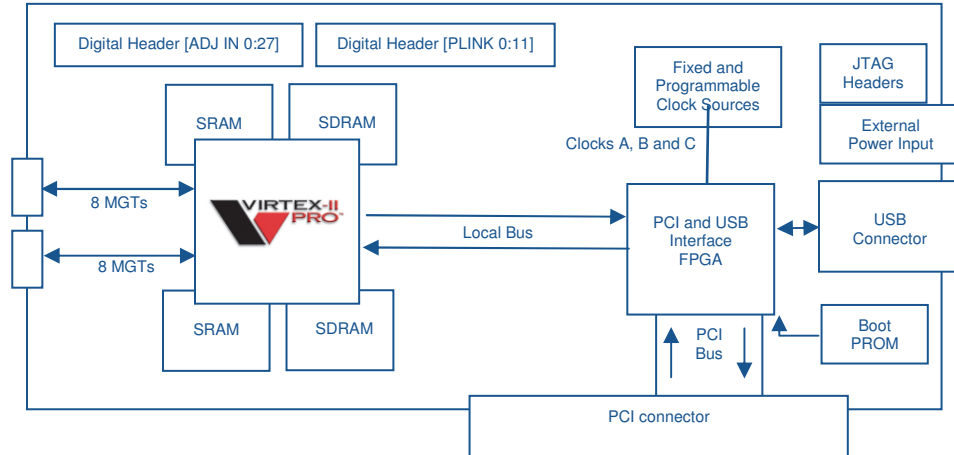 Digital Header [ADJ IN 0:27]
Digital Header [PLINK 0:11]
Fixed and
Programmable
Clock Sources
JTAG
Headers
External
Power Input
SRAM
SDRAM
Clocks A, B and C
8 MGTs
VIRTEX-II
PRO™
Local Bus
PCI and USB
Interface
FPGA
USB
Connector
8 MGTs
SRAM
SDRAM
PCI
Bus
Boot
PROM
PCI connector